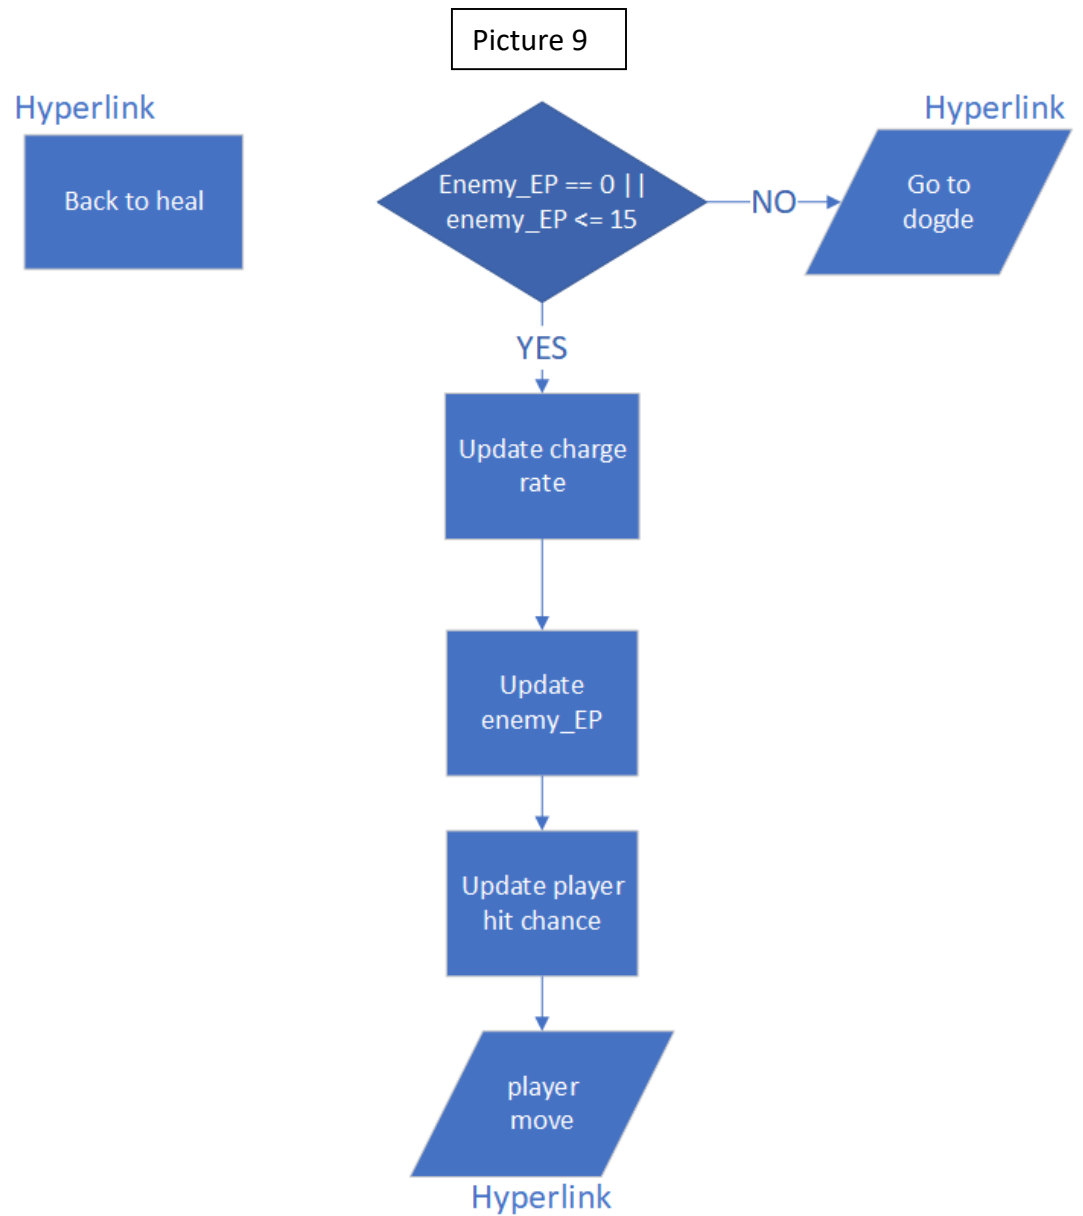 Picture 9
Hyperlink
Back to heal
Enemy_EP == 0 ||
enemy_EP <= 15
NO
Hyperlink
Go to
dogde
YES
Update charge
rate
Update
enemy_EP
Update player
hit chance
player
move
Hyperlink